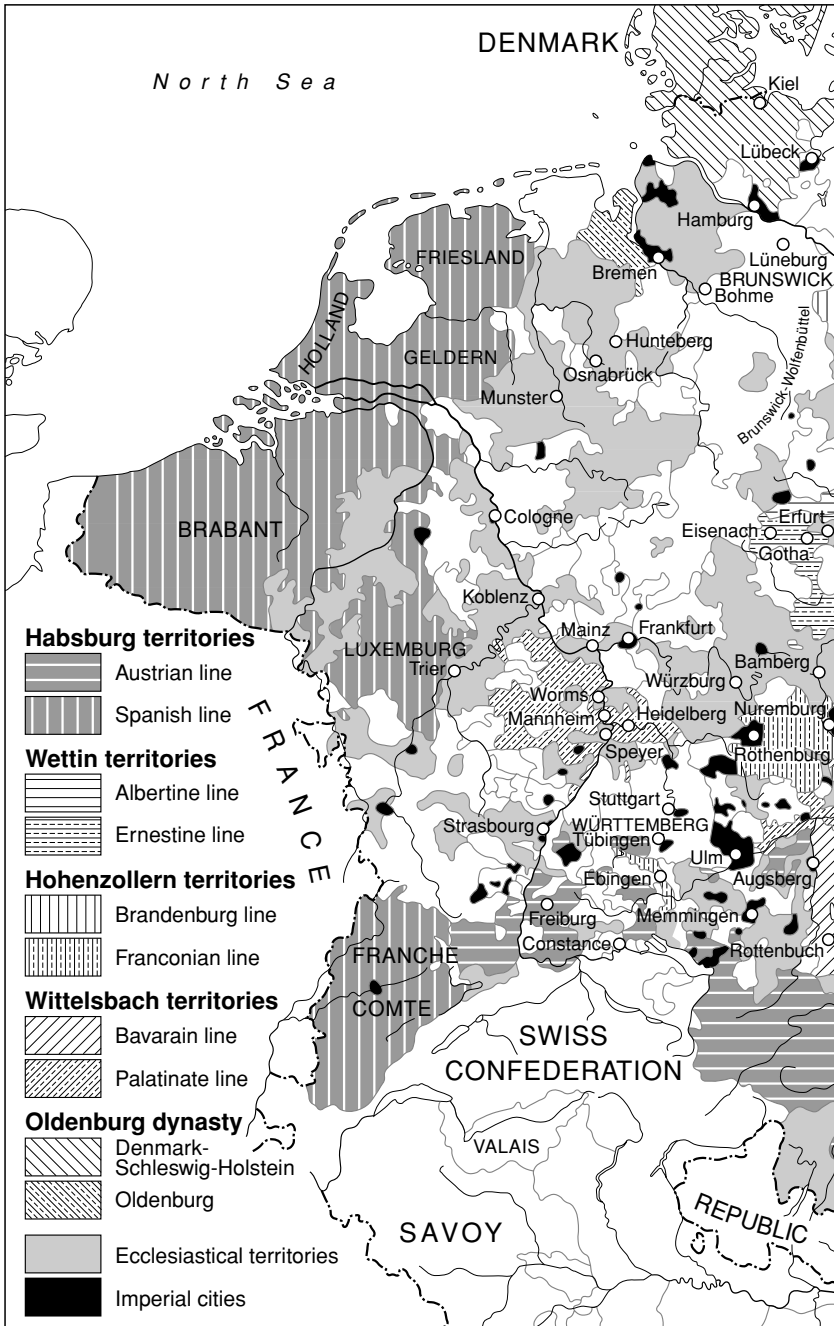 DENMARK
North Sea
Kiel
Lübeck
Hamburg
FRIESLAND
Lüneburg
Bremen
BRUNSWICK
Bohme
HOLLAND
Brunswick-Wolfenbüttel
Hunteberg
GELDERN
Osnabrück
Munster
BRABANT
Cologne
Erfurt
Eisenach
Gotha
Koblenz
Mainz
Frankfurt
LUXEMBURG
Trier
Bamberg
Würzburg
Worms
Mannheim
Heidelberg
Nuremburg
Speyer
Rothenburg
FRANCE
Stuttgart
Strasbourg
WÜRTTEMBERG
Tübingen
Ulm
Ebingen
Augsberg
Freiburg
Memmingen
Constance
Rottenbuch
FRANCHE
COMTE
SWISS
CONFEDERATION
VALAIS
SAVOY
REPUBLIC
Habsburg territories
Austrian line
Spanish line
Wettin territories
Albertine line
Ernestine line
Hohenzollern territories
Brandenburg line
Franconian line
Wittelsbach territories
Bavarain line
Palatinate line
Oldenburg dynasty
Denmark-
Schleswig-Holstein
Oldenburg
Ecclesiastical territories
Imperial cities